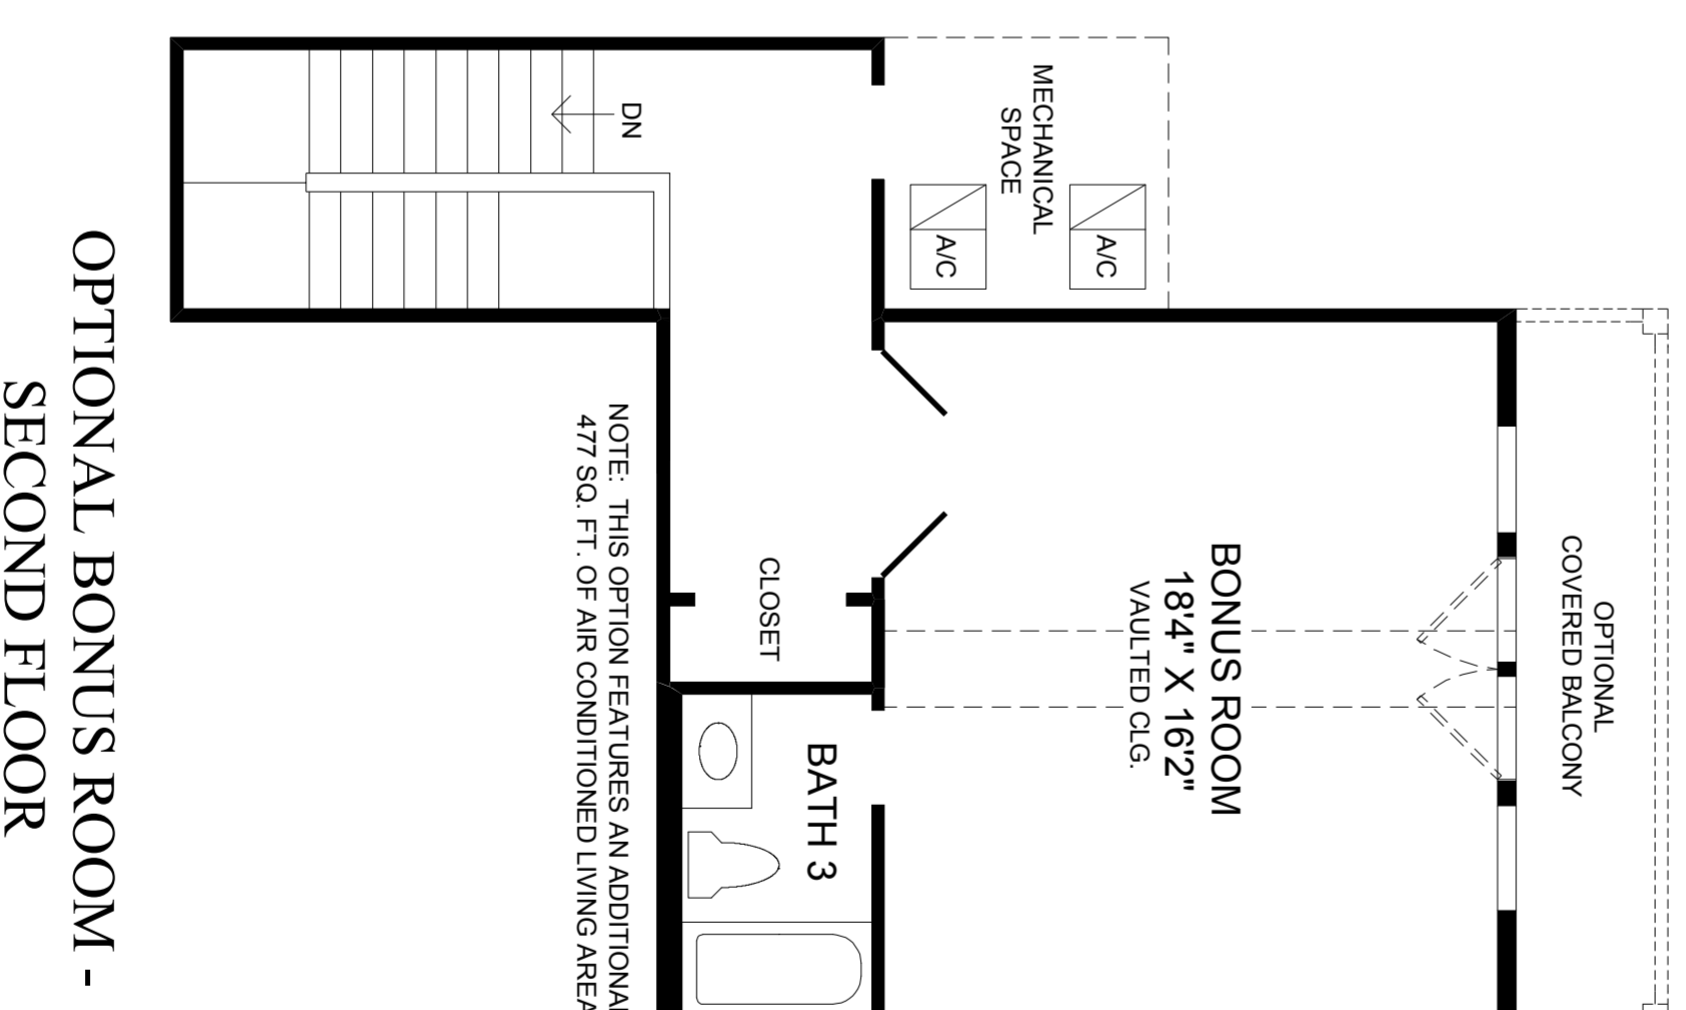 DN
MECHANICAL
SPACE
A/C
A/C
OPTIONAL
COVERED BALCONY
BONUS ROOM
18'4" X 16'2"
VAULTED CLG.
CLOSET
BATH 3
NOTE: THIS OPTION FEATURES AN ADDITIONAL
477 SQ. FT. OF AIR CONDITIONED LIVING AREA
OPTIONAL BONUS ROOM -
SECOND FLOOR